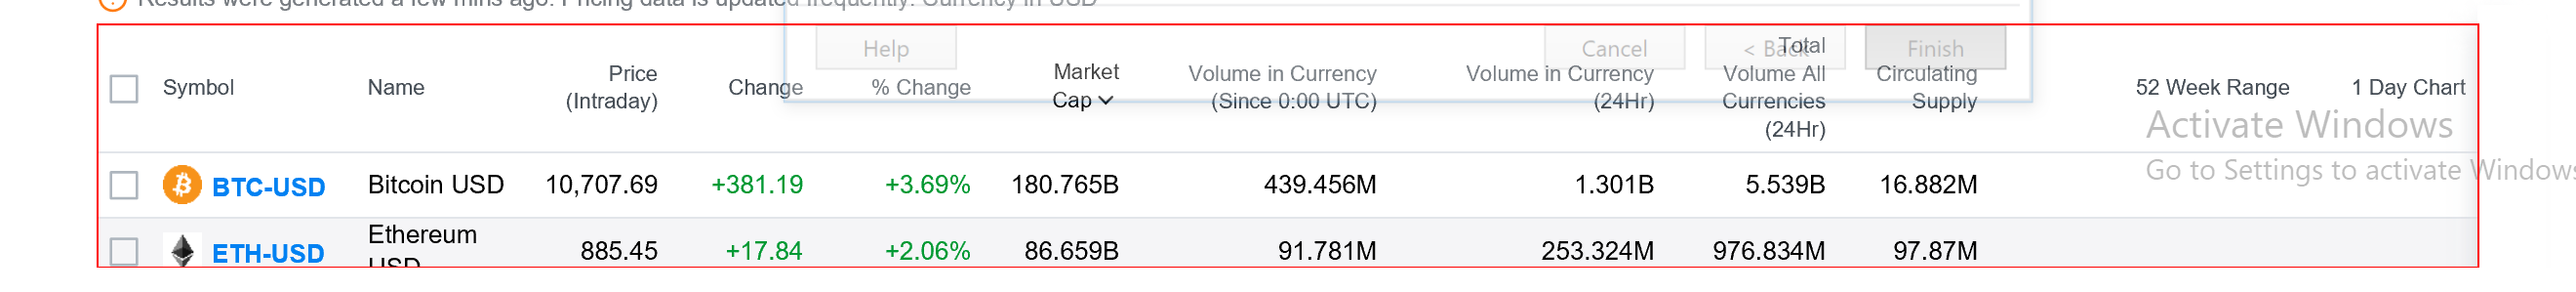 Results were generated a few mins ago. Pricing data is updated frequently. Currency in USD
Help Cancel < Back Finish
Symbol Name Price (Intraday) Change % Change Market Cap Volume in Currency (Since 0:00 UTC) Volume in Currency (24Hr) Total Volume All Currencies (24Hr) Circulating Supply 52 Week Range 1 Day Chart
Activate Windows
Go to Settings to activate Windows
BTC-USD Bitcoin USD 10,707.69 +381.19 +3.69% 180.765B 439.456M 1.301B 5.539B 16.882M
ETH-USD Ethereum USD 885.45 +17.84 +2.06% 86.659B 91.781M 253.324M 976.834M 97.87M